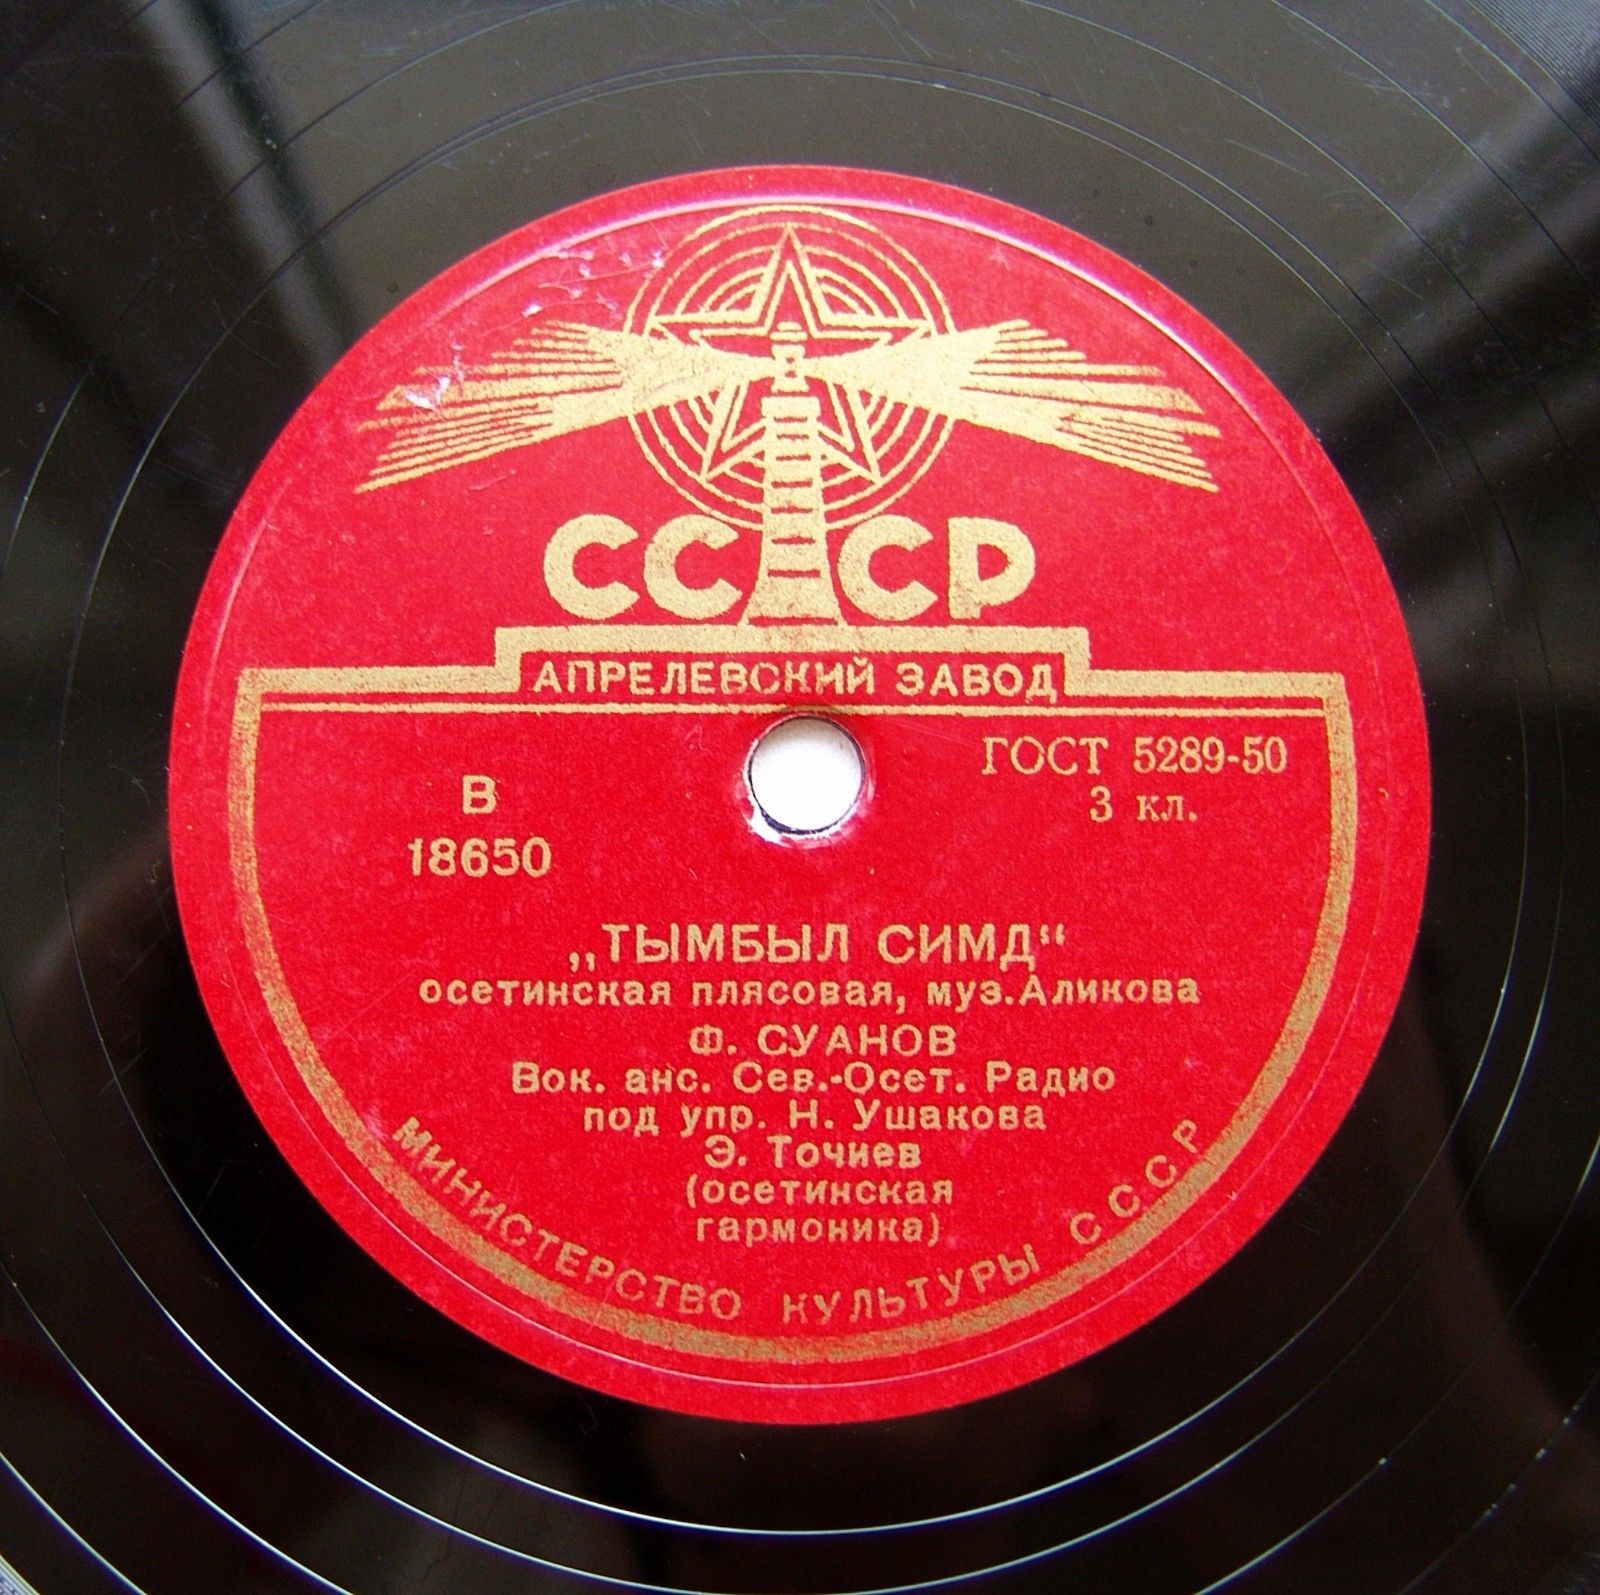 СССР
АПРЕЛЕВСКИЙ ЗАВОД
ГОСТ 5289-50
3 кл.
В
18650
„ТЫМБЫЛ СИМД“
осетинская плясовая, муз.Аликова
Ф. СУАНОВ
Вок. анс. Сев.-Осет. Радио
под упр. Н. Ушакова
Э. Точиев
(осетинская
гармоника)
МИНИСТЕРСТВО КУЛЬТУРЫ СССР